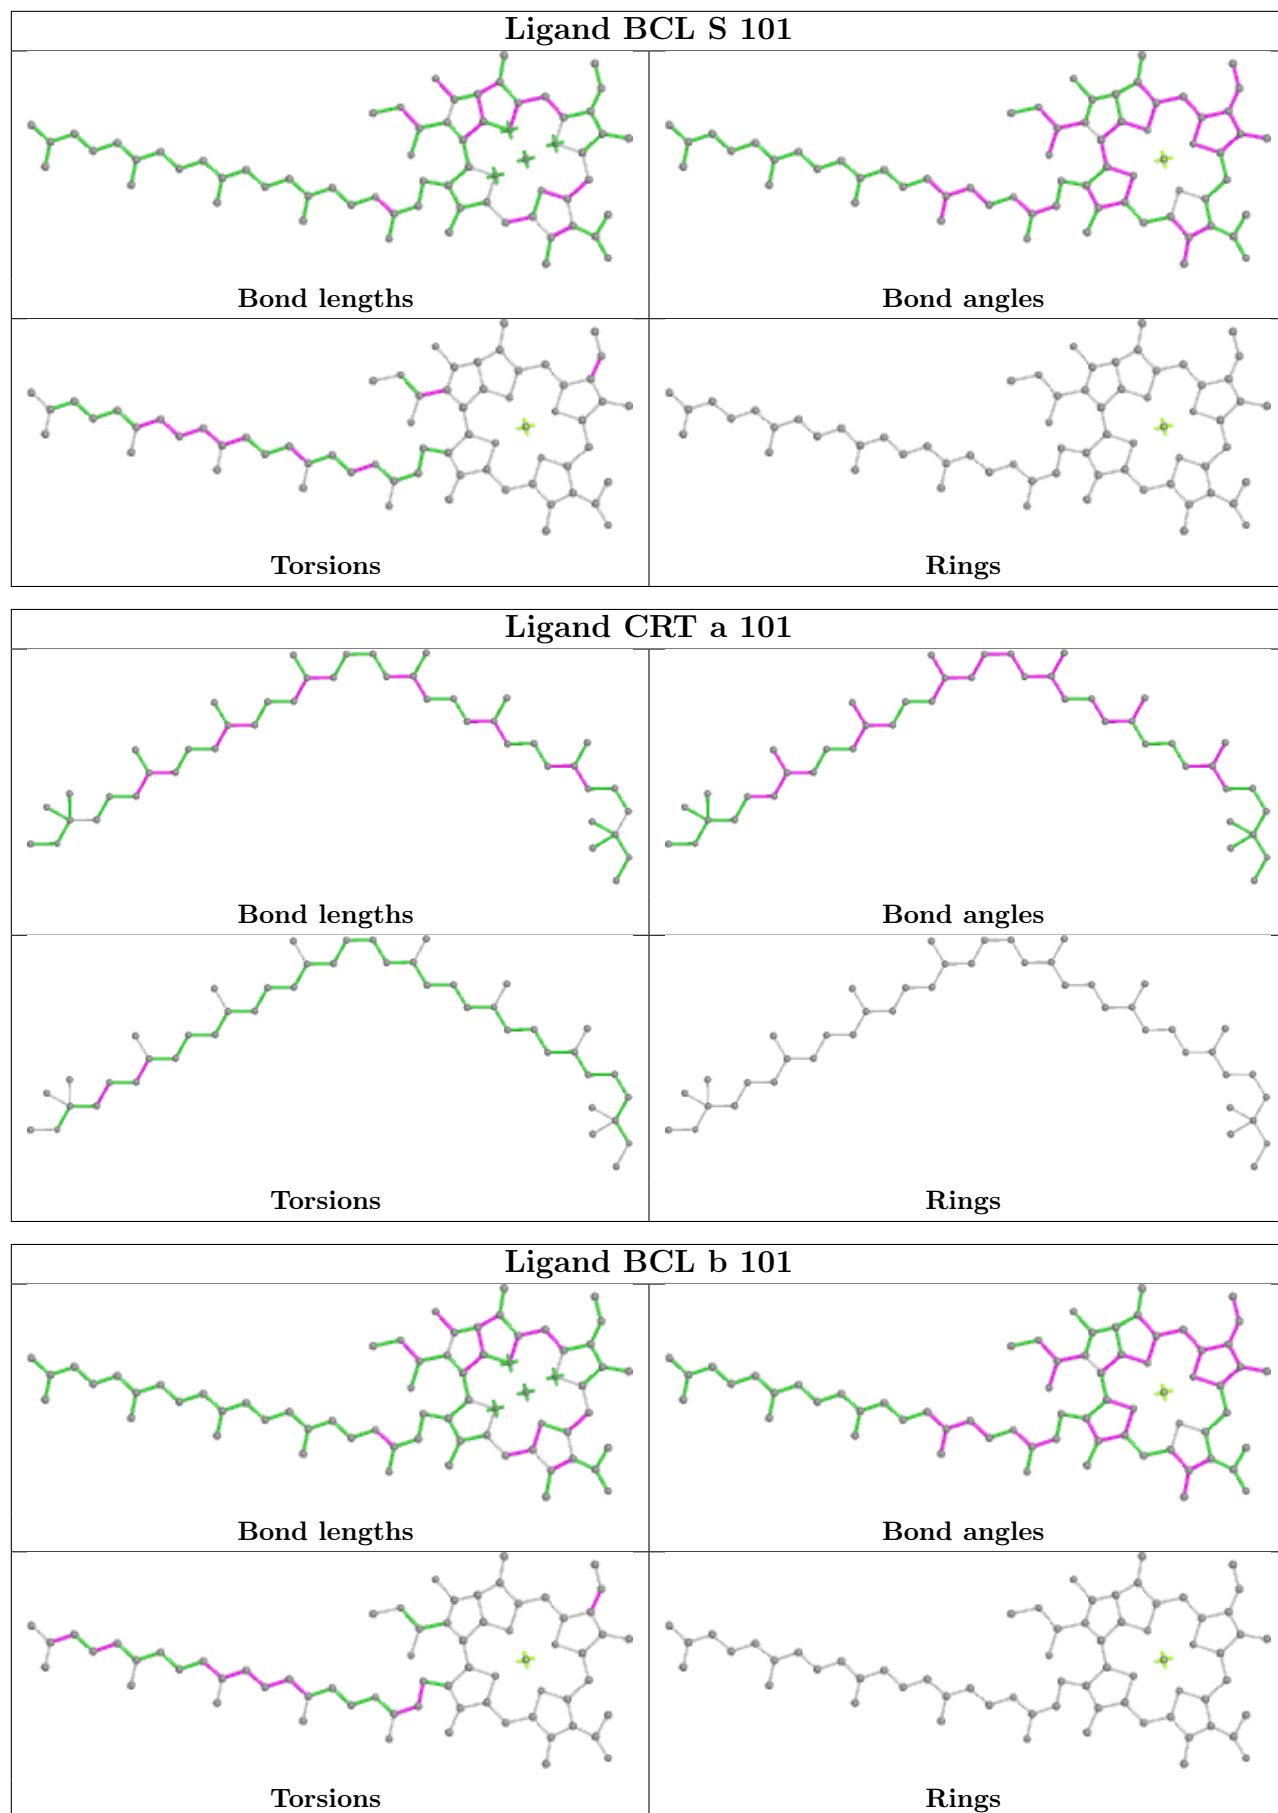 Ligand BCL S 101
Bond lengths
Bond angles
Torsions
Rings
Ligand CRT a 101
Bond lengths
Bond angles
Torsions
Rings
Ligand BCL b 101
Bond lengths
Bond angles
Torsions
Rings